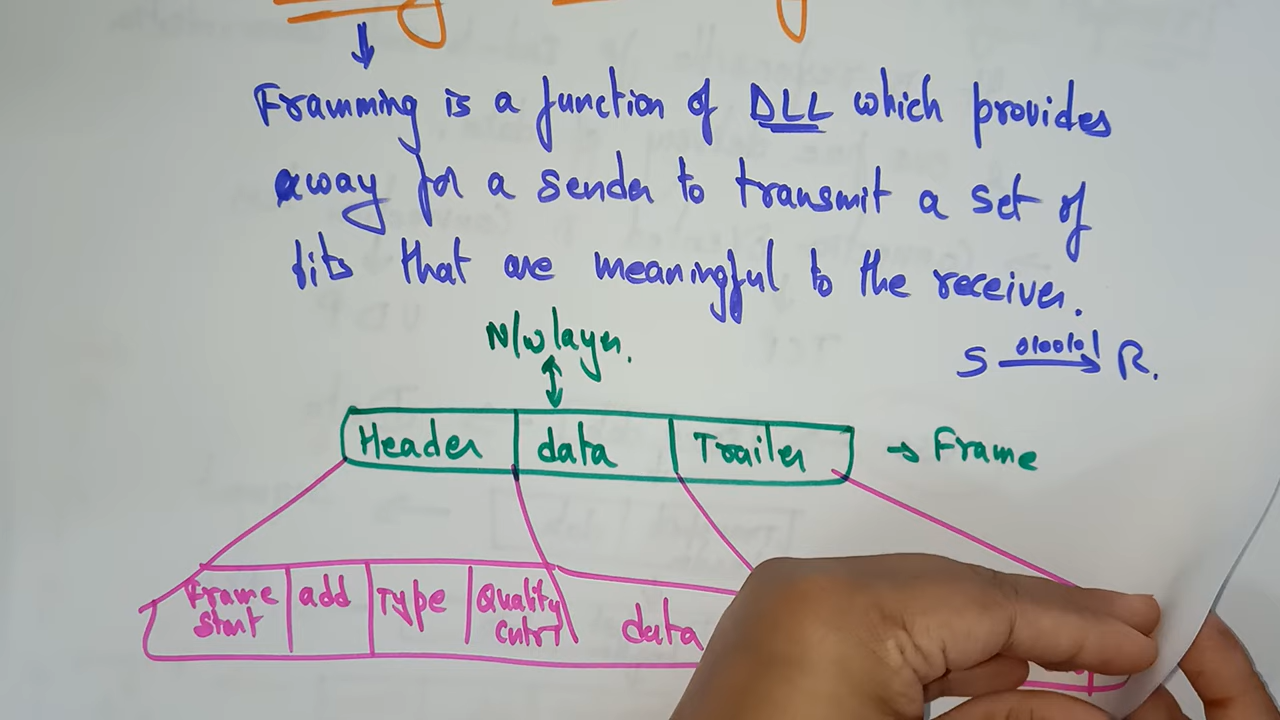 Framming is a function of DLL which provides
away for a sender to transmit a set of
bits that are meaningful to the receiver.
N/w layer.
S 0100101 R.
Header data Trailer → Frame
Frame start add Type Quality Cntrl data